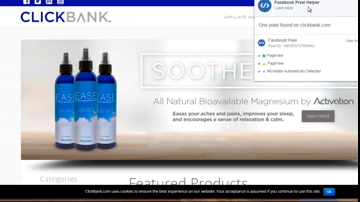 CLICKBANK
AFFILIATE
Facebook Pixel Helper
Learn More
One pixel found on clickbank.com
Facebook Pixel
PageView
PageView
Microdata Automatically Detected
SOOTHE
EASE
EASE
All Natural Bioavailable Magnesium by Activation
Eases your aches and pains, improves your sleep,
and encourages a sense of relaxation & calm.
Learn More
Categories
Featured Products
ClickBank.com uses cookies to ensure the best experience on our website. Your acceptance is assumed if you continue to use this site.
Ok